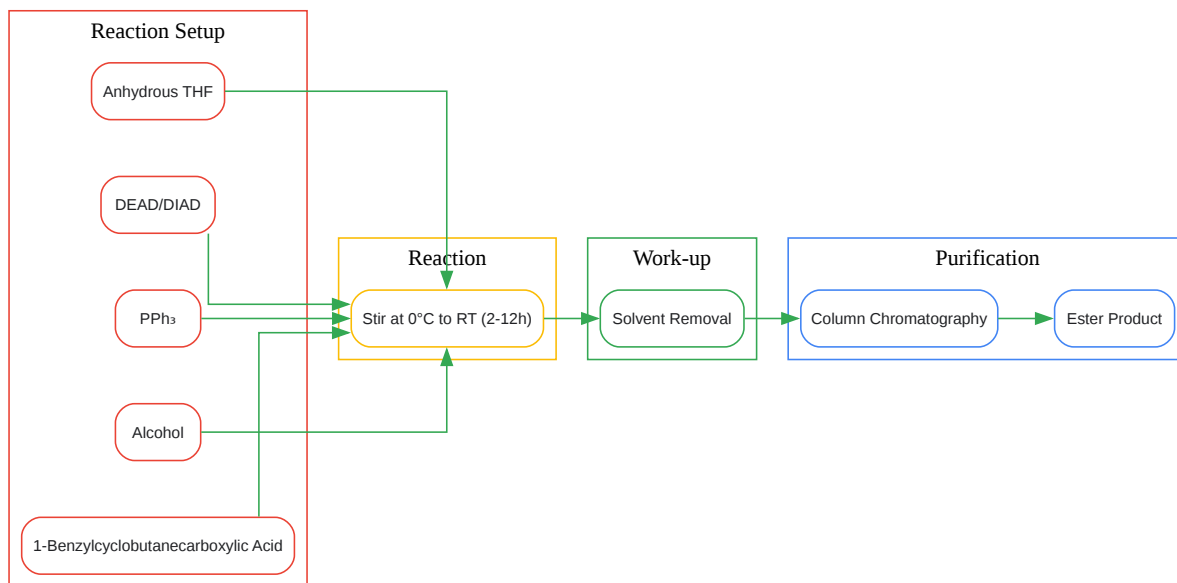 Reaction Setup
Anhydrous THF
DEAD/DIAD
PPh₃
Alcohol
1-Benzylcyclobutanecarboxylic Acid
Reaction
Stir at 0°C to RT (2-12h)
Work-up
Solvent Removal
Purification
Column Chromatography
Ester Product